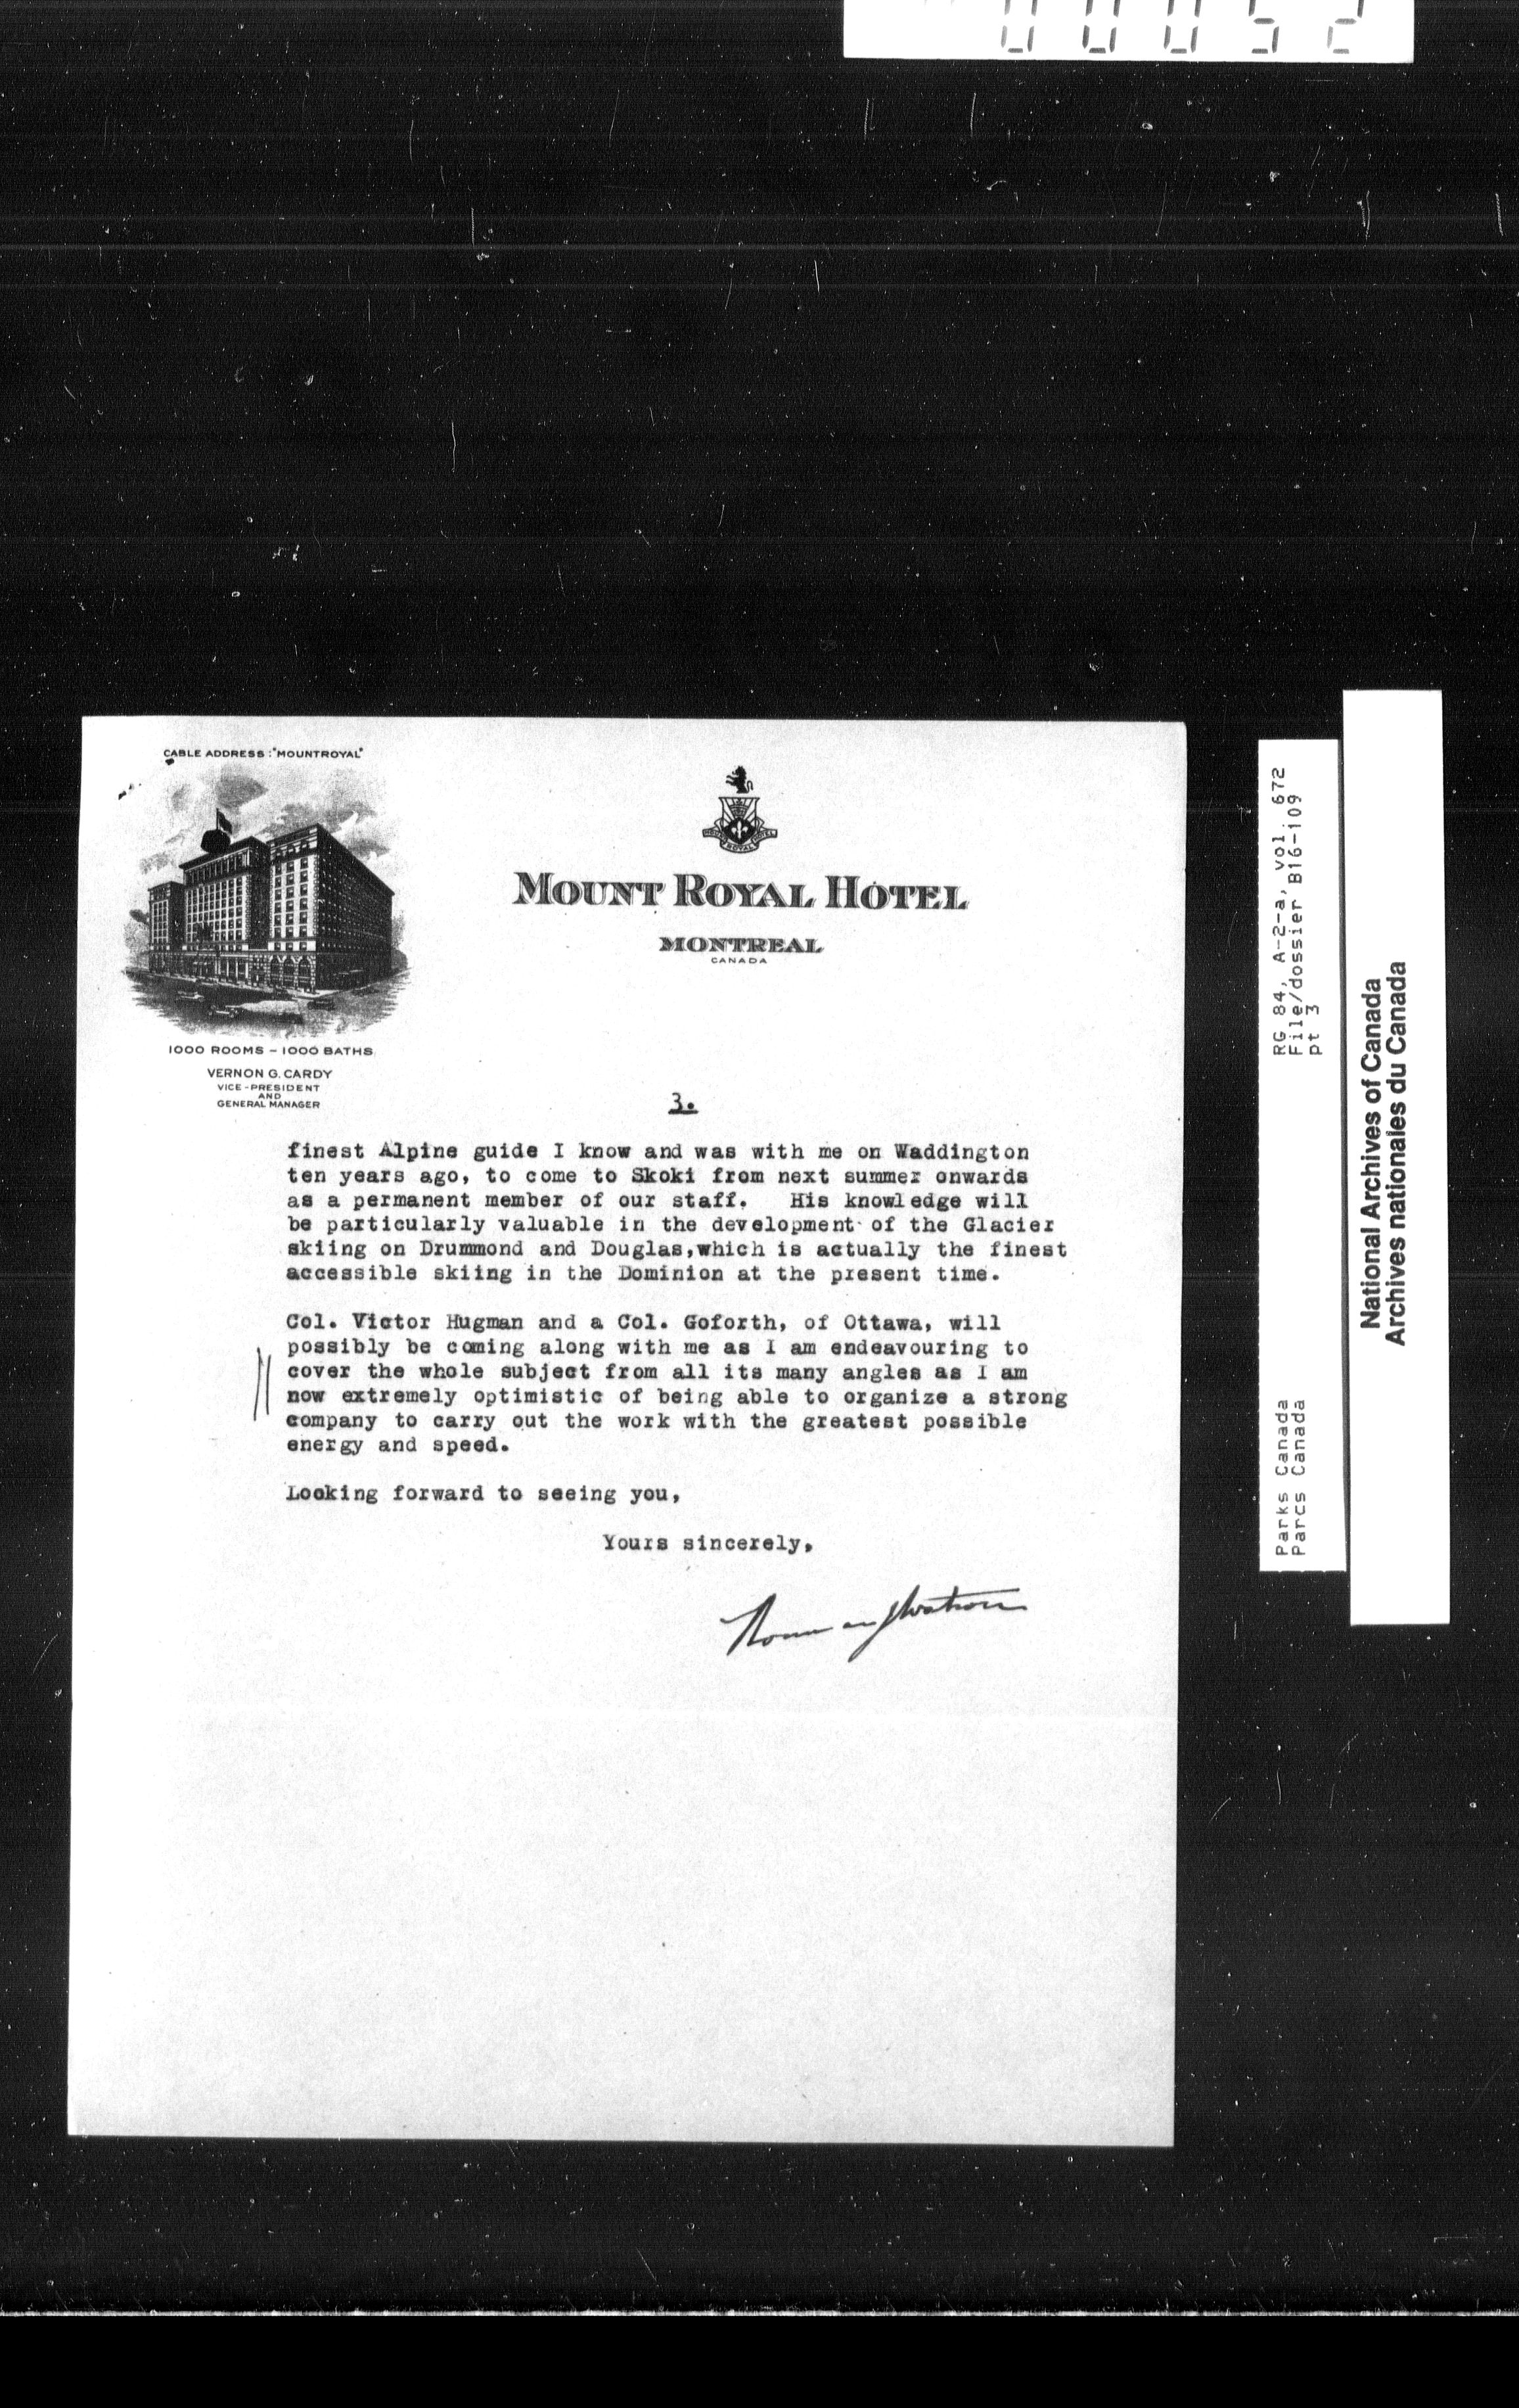 00052
CABLE ADDRESS: "MOUNTROYAL"
MOUNT ROYAL HOTEL
MONTREAL
CANADA
1000 ROOMS – 1000 BATHS
VERNON G. CARDY
VICE-PRESIDENT
AND
GENERAL MANAGER
3.
finest Alpine guide I know and was with me on Waddington
ten years ago, to come to Skoki from next summer onwards
as a permanent member of our staff. His knowledge will
be particularly valuable in the development of the Glacier
skiing on Drummond and Douglas,which is actually the finest
accessible skiing in the Dominion at the present time.
Col. Victor Hugman and a Col. Goforth, of Ottawa, will
possibly be coming along with me as I am endeavouring to
cover the whole subject from all its many angles as I am
now extremely optimistic of being able to organize a strong
company to carry out the work with the greatest possible
energy and speed.
Looking forward to seeing you,
Yours sincerely,
Norman Watson
RG 84, A-2-a, vol. 672
File/dossier B16-109
pt 3
Parks Canada
Parcs Canada
National Archives of Canada
Archives nationales du Canada